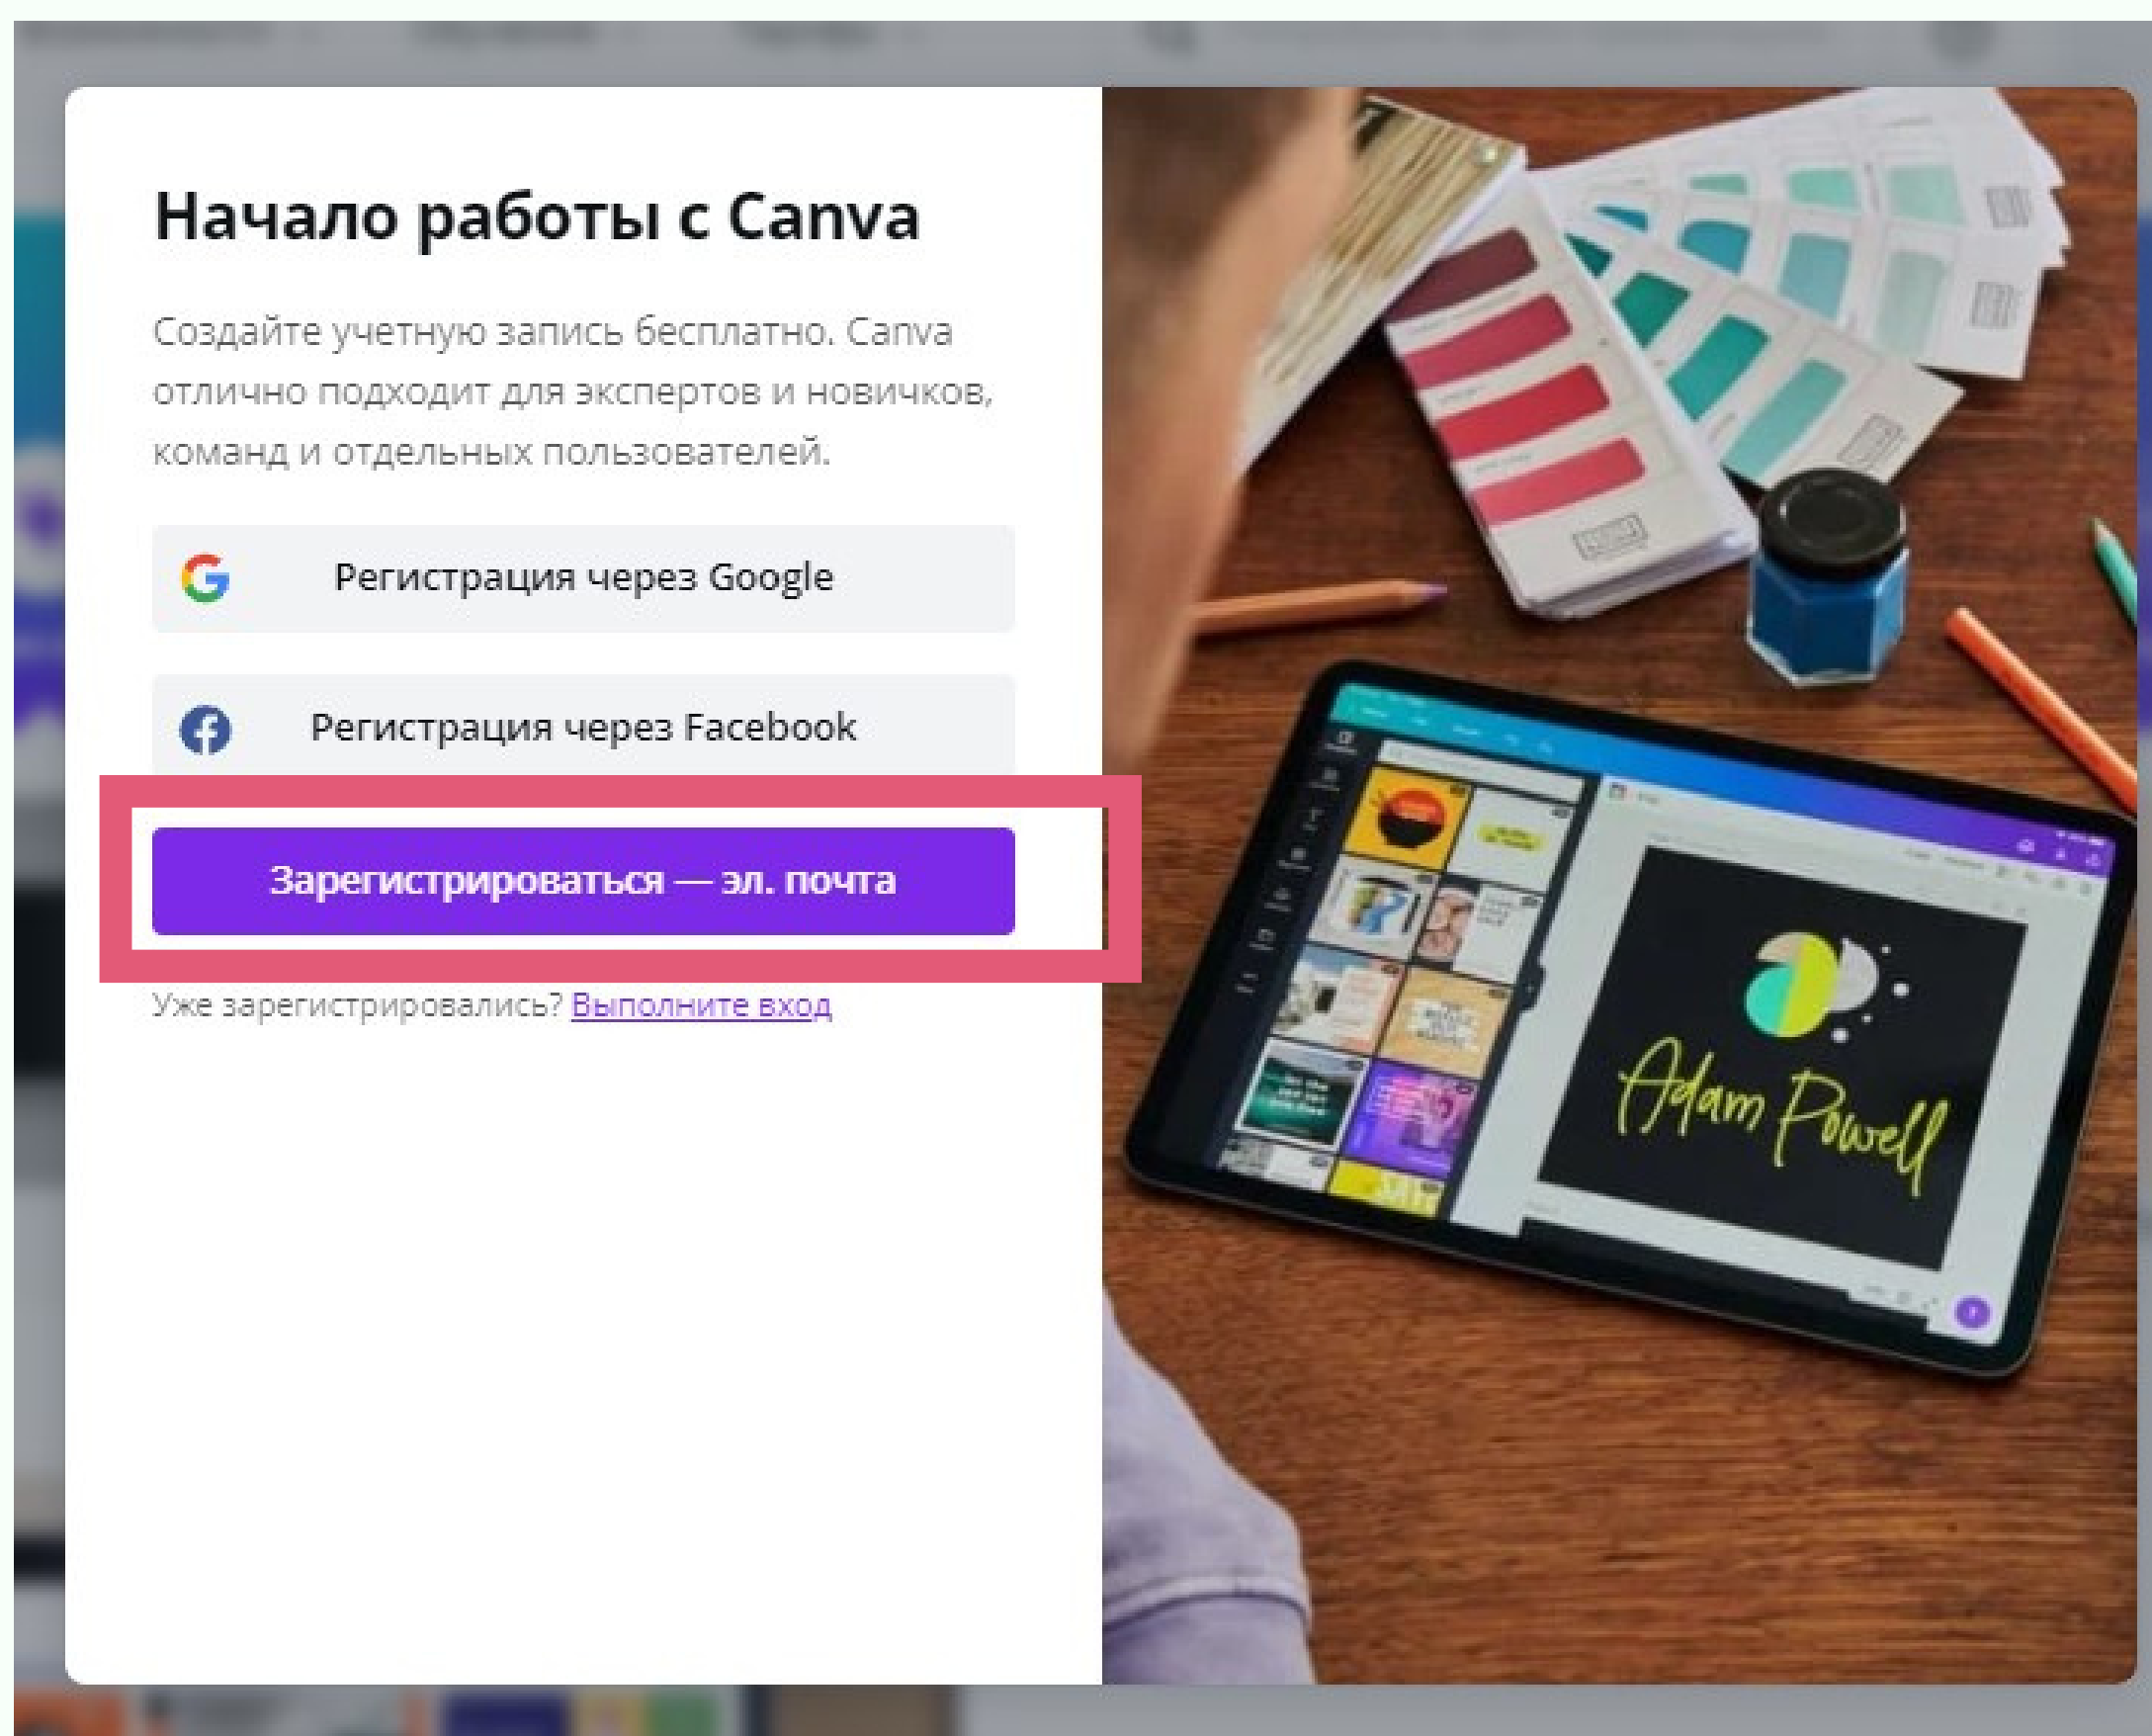 Начало работы с Canva
Создайте учетную запись бесплатно. Canva
отлично подходит для экспертов и новичков,
команд и отдельных пользователей.
Регистрация через Google
Регистрация через Facebook
Зарегистрироваться — эл. почта
Уже зарегистрировались? Выполните вход
Adam Powell